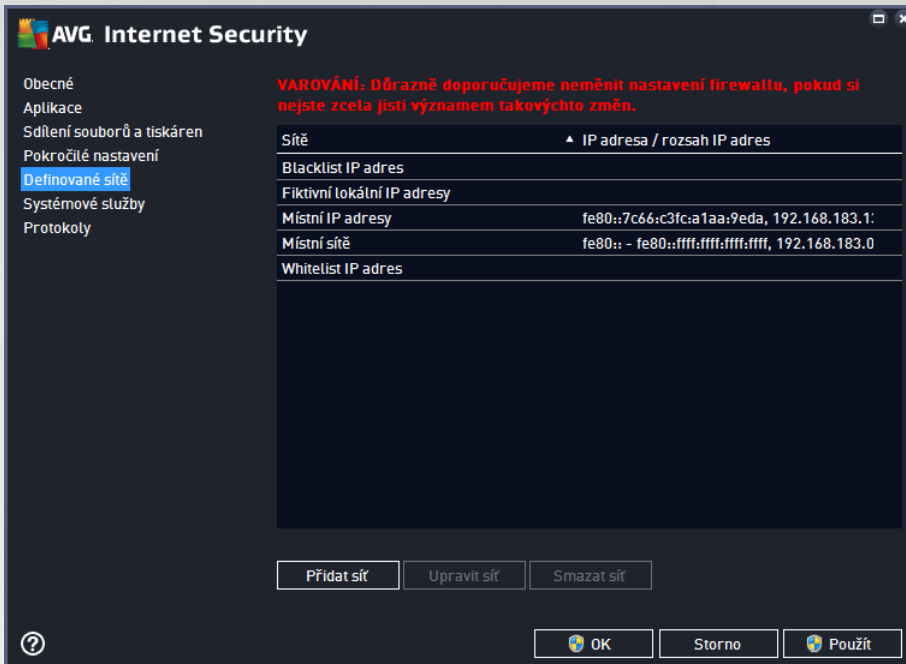 AVG Internet Security
Obecné
Aplikace
Sdílení souborů a tiskáren
Pokročilé nastavení
Definované sítě
Systémové služby
Protokoly
VAROVÁNÍ: Důrazně doporučujeme neměnit nastavení firewallu, pokud si
nejste zcela jisti významem takovýchto změn.
Sítě ▲ IP adresa / rozsah IP adres
Blacklist IP adres
Fiktivní lokální IP adresy
Místní IP adresy fe80::7c66:c3fc:a1aa:9eda, 192.168.183.1
Místní sítě fe80:: - fe80::ffff:ffff:ffff:ffff, 192.168.183.0
Whitelist IP adres
Přidat síť Upravit síť Smazat síť
OK Storno Použít